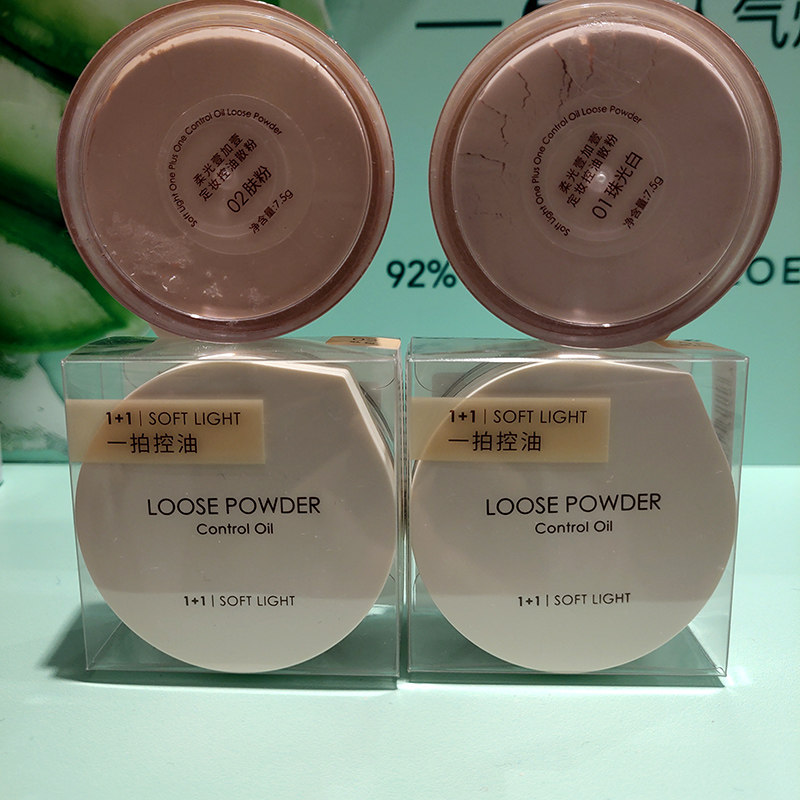 气
92%
Soft Light One Plus One Control Oil Loose Powder
柔光壹加壹
定妆控油散粉
02肤粉
净含量:7.5g
Soft Light One Plus One Control Oil Loose Powder
柔光壹加壹
定妆控油散粉
01珠光白
净含量:7.5g
1+1 | SOFT LIGHT
一拍控油
LOOSE POWDER
Control Oil
1+1 | SOFT LIGHT
1+1 | SOFT LIGHT
一拍控油
LOOSE POWDER
Control Oil
1+1 | SOFT LIGHT